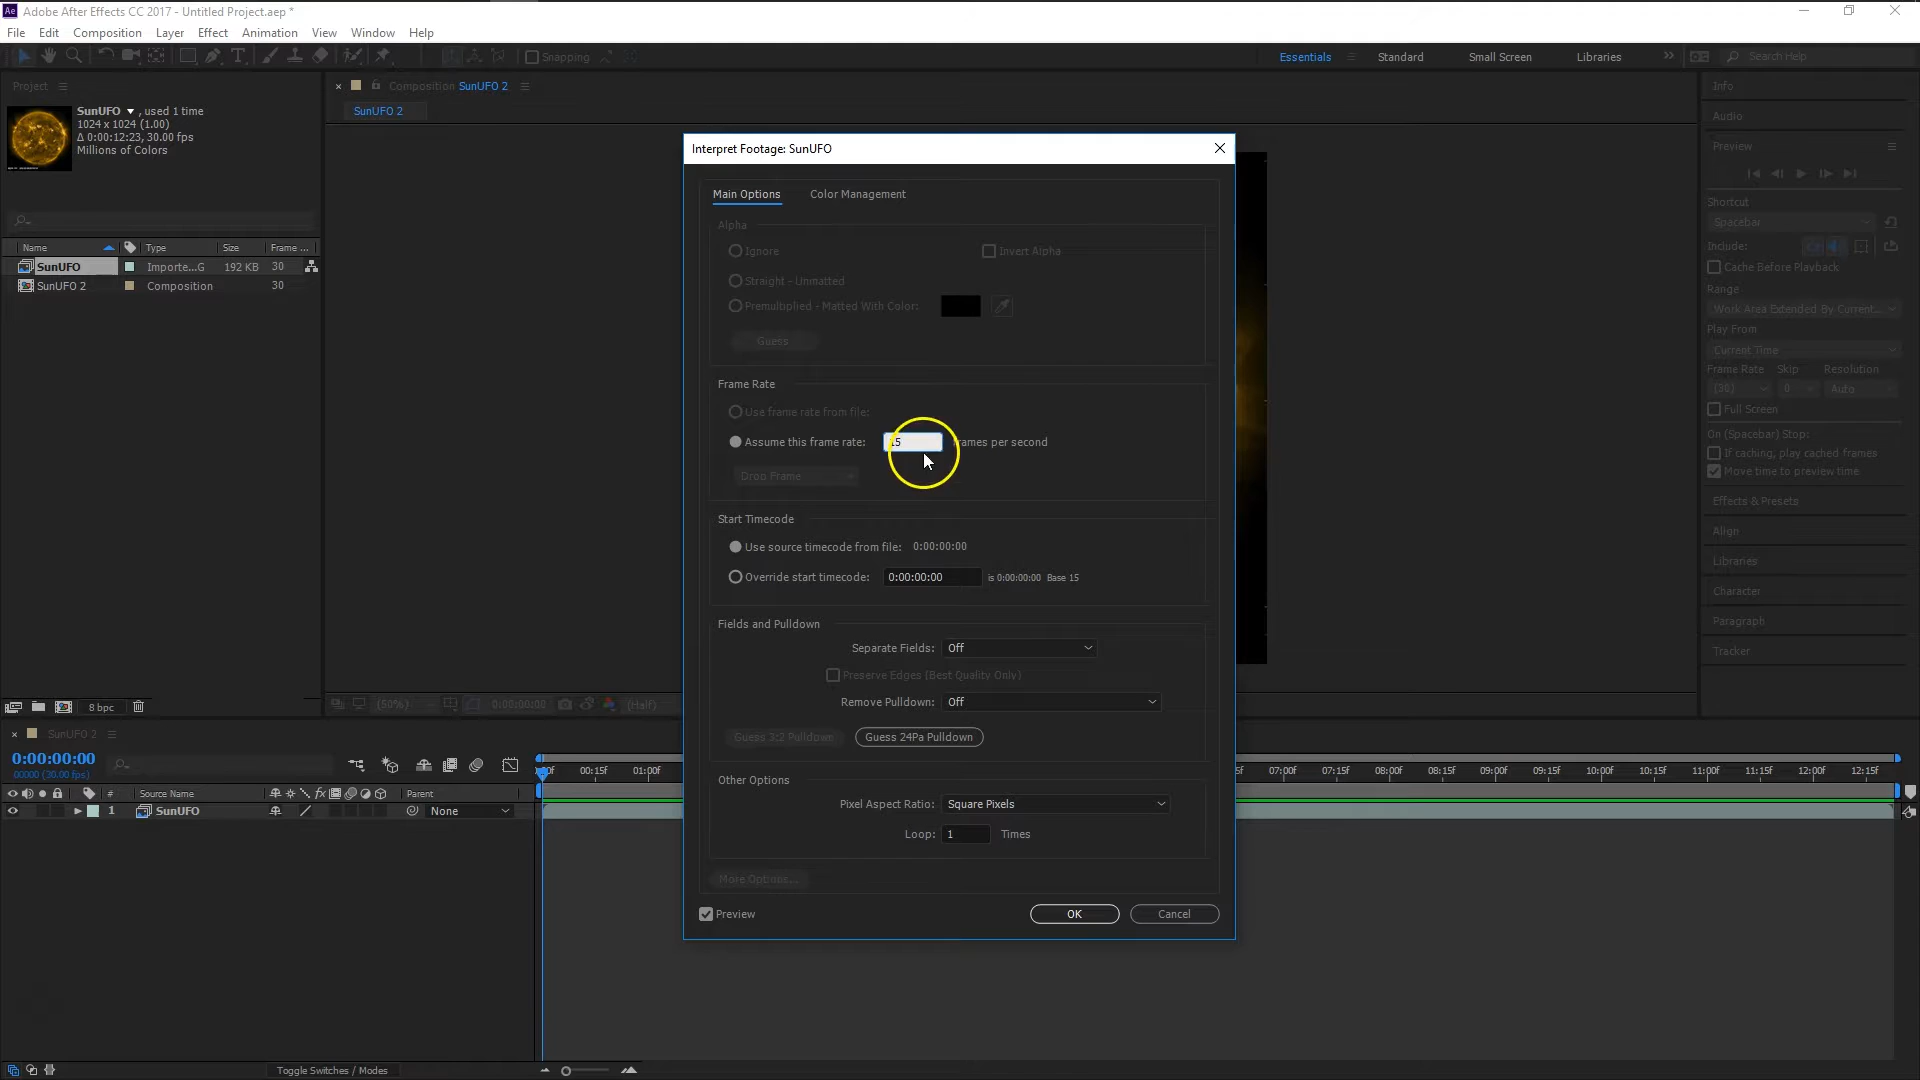 Ae Adobe After Effects CC 2017 - Untitled Project.aep *
File Edit Composition Layer Effect Animation View Window Help
Snapping
Essentials Standard Small Screen Libraries » Search Help
Project
SunUFO ▼ , used 1 time
1024 x 1024 (1.00)
Δ 0:00:12:23, 30.00 fps
Millions of Colors
Name Type Size Frame ...
SunUFO Importe...G 192 KB 30
SunUFO 2 Composition 30
8 bpc
Composition SunUFO 2
SunUFO 2
(50%) 0:00:00:00 (Half)
Interpret Footage: SunUFO
Main Options Color Management
Alpha
Ignore Invert Alpha
Straight - Unmatted
Premultiplied - Matted With Color:
Guess
Frame Rate
Use frame rate from file:
Assume this frame rate: 15 frames per second
Drop Frame
Start Timecode
Use source timecode from file: 0:00:00:00
Override start timecode: 0:00:00:00 is 0:00:00:00 Base 15
Fields and Pulldown
Separate Fields: Off
Preserve Edges (Best Quality Only)
Remove Pulldown: Off
Guess 3:2 Pulldown Guess 24Pa Pulldown
Other Options
Pixel Aspect Ratio: Square Pixels
Loop: 1 Times
More Options...
Preview OK Cancel
Info
Audio
Preview
Shortcut
Spacebar
Include:
Cache Before Playback
Range
Work Area Extended By Current...
Play From
Current Time
Frame Rate Skip Resolution
(30) 0 Auto
Full Screen
On (Spacebar) Stop:
If caching, play cached frames
Move time to preview time
Effects & Presets
Align
Libraries
Character
Paragraph
Tracker
SunUFO 2
0:00:00:00
00000 (30.00 fps)
00:15f 01:00f 07:00f 07:15f 08:00f 08:15f 09:00f 09:15f 10:00f 10:15f 11:00f 11:15f 12:00f 12:15f
# Source Name fx Parent
1 SunUFO None
Toggle Switches / Modes